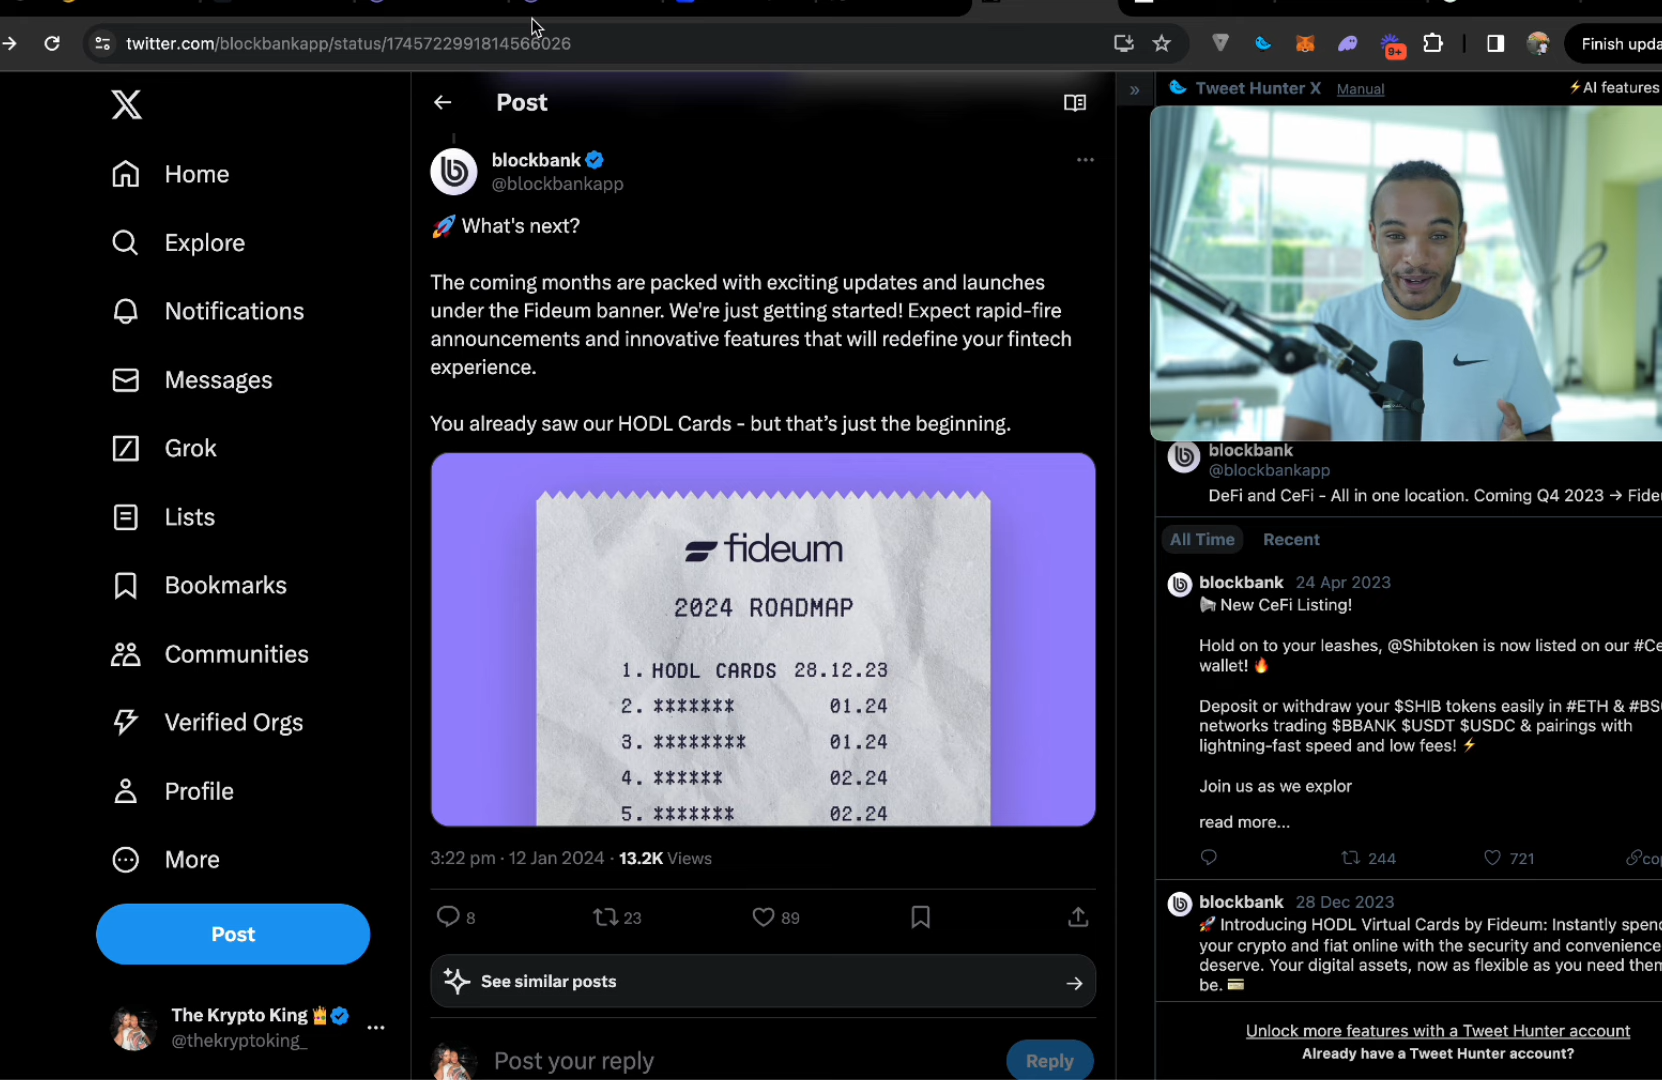 twitter.com/blockbankapp/status/1745722991814566026
9+
Finish upda
Home
Explore
Notifications
Messages
Grok
Lists
Bookmarks
Communities
Verified Orgs
Profile
More
Post
The Krypto King
@thekryptoking_
Post
blockbank
@blockbankapp
🚀 What's next?
The coming months are packed with exciting updates and launches
under the Fideum banner. We're just getting started! Expect rapid-fire
announcements and innovative features that will redefine your fintech
experience.
You already saw our HODL Cards - but that’s just the beginning.
fideum
2024 ROADMAP
1. HODL CARDS 28.12.23
2. ******* 01.24
3. ******** 01.24
4. ****** 02.24
5. ******* 02.24
3:22 pm · 12 Jan 2024 · 13.2K Views
8 23 89
See similar posts
Post your reply
Reply
Tweet Hunter X Manual
⚡AI features
blockbank
@blockbankapp
DeFi and CeFi - All in one location. Coming Q4 2023 → Fide
All Time Recent
blockbank 24 Apr 2023
New CeFi Listing!
Hold on to your leashes, @Shibtoken is now listed on our #Ce
wallet! 🔥
Deposit or withdraw your $SHIB tokens easily in #ETH & #BS
networks trading $BBANK $USDT $USDC & pairings with
lightning-fast speed and low fees! ⚡
Join us as we explor
read more...
244 721 co
blockbank 28 Dec 2023
🚀 Introducing HODL Virtual Cards by Fideum: Instantly spen
your crypto and fiat online with the security and convenience
deserve. Your digital assets, now as flexible as you need them
be. 💳
Unlock more features with a Tweet Hunter account
Already have a Tweet Hunter account?